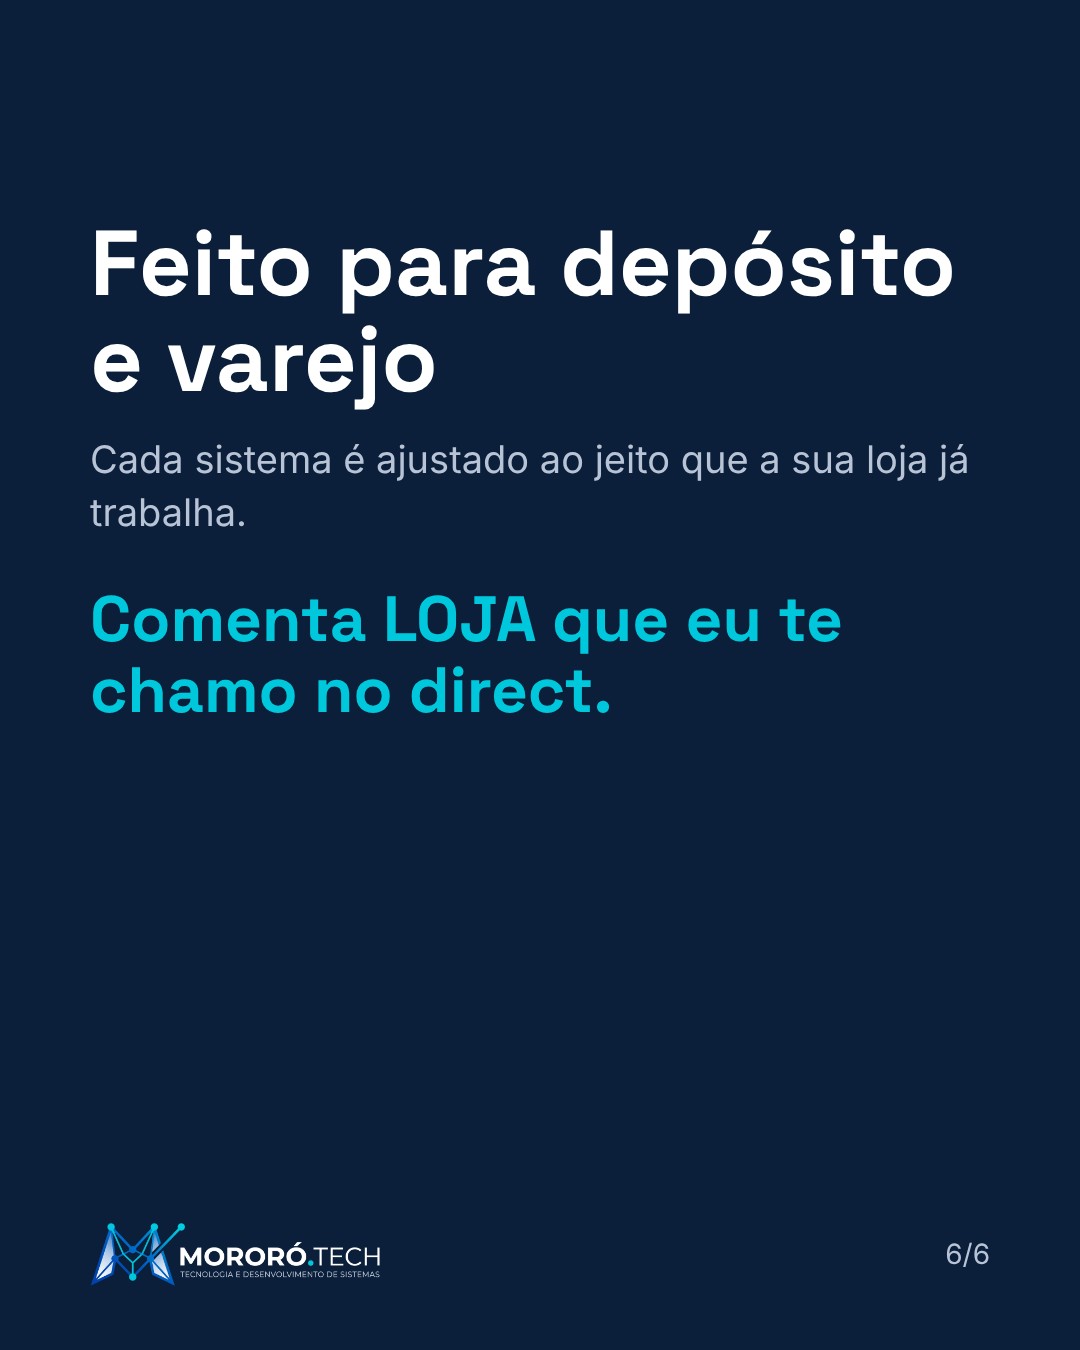 Feito para depósito
e varejo
Cada sistema é ajustado ao jeito que a sua loja já
trabalha.
Comenta LOJA que eu te
chamo no direct.
MORORÓ.TECH
TECNOLOGIA E DESENVOLVIMENTO DE SISTEMAS
6/6